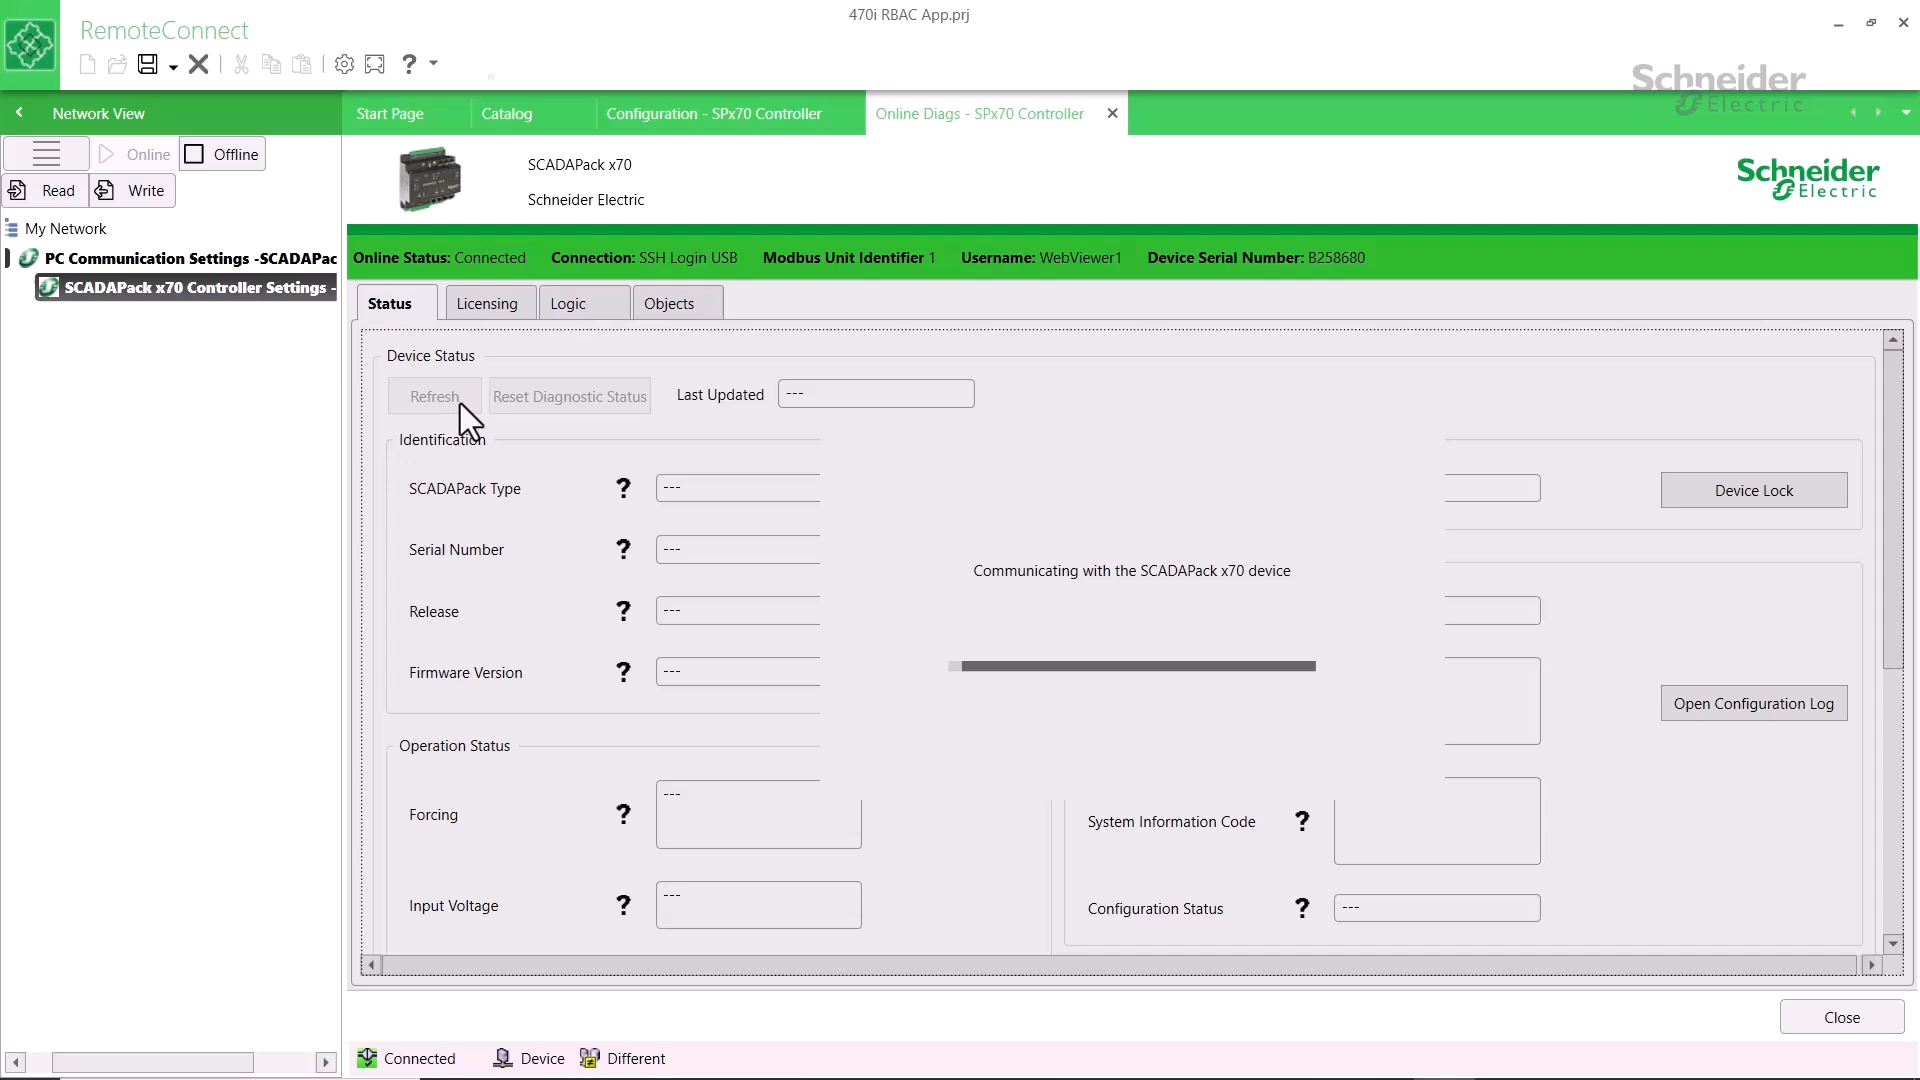 470i RBAC App.prj
RemoteConnect
Schneider
Electric
Network View
Start Page
Catalog
Configuration - SPx70 Controller
Online Diags - SPx70 Controller
Online
Offline
Read
Write
My Network
PC Communication Settings -SCADAPac
SCADAPack x70 Controller Settings -
SCADAPack x70
Schneider Electric
Schneider
Electric
Online Status: Connected
Connection: SSH Login USB
Modbus Unit Identifier 1
Username: WebViewer1
Device Serial Number: B258680
Status
Licensing
Logic
Objects
Device Status
Refresh
Reset Diagnostic Status
Last Updated
---
Identification
SCADAPack Type
?
---
Device Lock
Serial Number
?
---
Communicating with the SCADAPack x70 device
Release
?
---
Firmware Version
?
---
Open Configuration Log
Operation Status
Forcing
?
---
System Information Code
?
Input Voltage
?
---
Configuration Status
?
---
Close
Connected
Device
Different